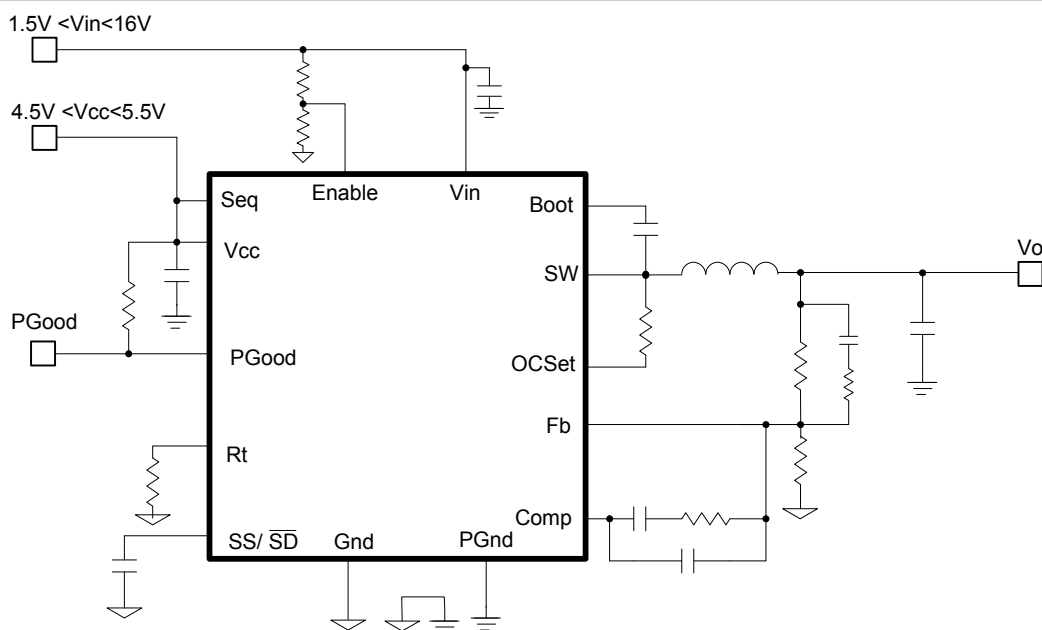 1.5V <Vin<16V
4.5V <Vcc<5.5V
Enable
Vin
Seq
Boot
Vcc
SW
Vo
PGood
PGood
OCSet
Fb
Rt
Comp
SS/ S̅D̅
Gnd
PGnd